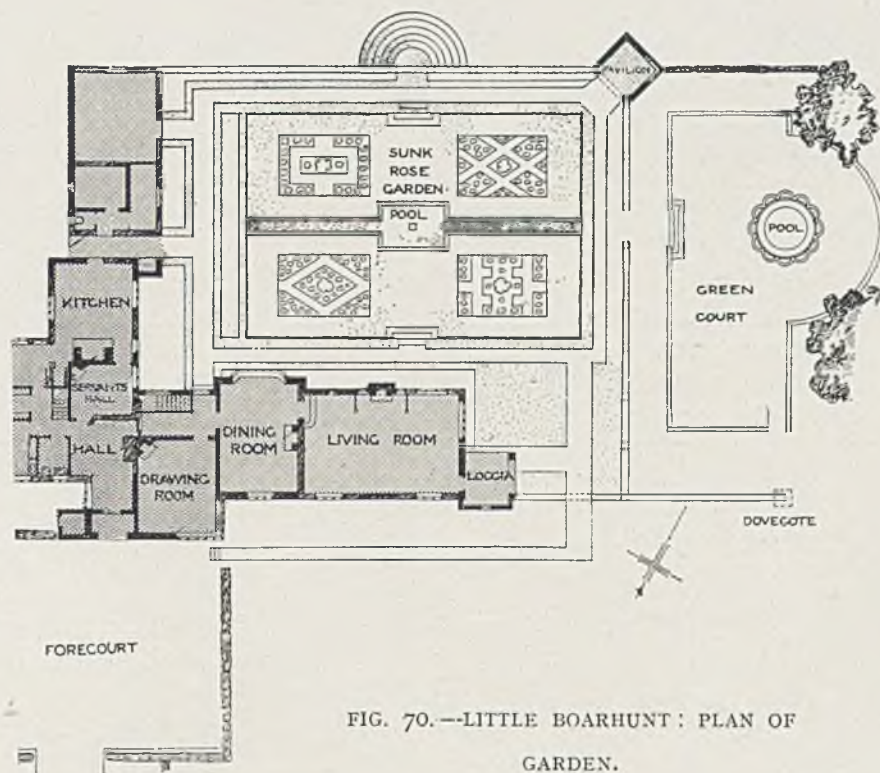 PAVILION
SUNK
ROSE
GARDEN
POOL
POOL
GREEN
COURT
KITCHEN
SERVANTS
HALL
HALL
DINING
ROOM
LIVING ROOM
DRAWING
ROOM
LOGGIA
DOVECOTE
FORECOURT
FIG. 70.—LITTLE BOARHUNT: PLAN OF
GARDEN.